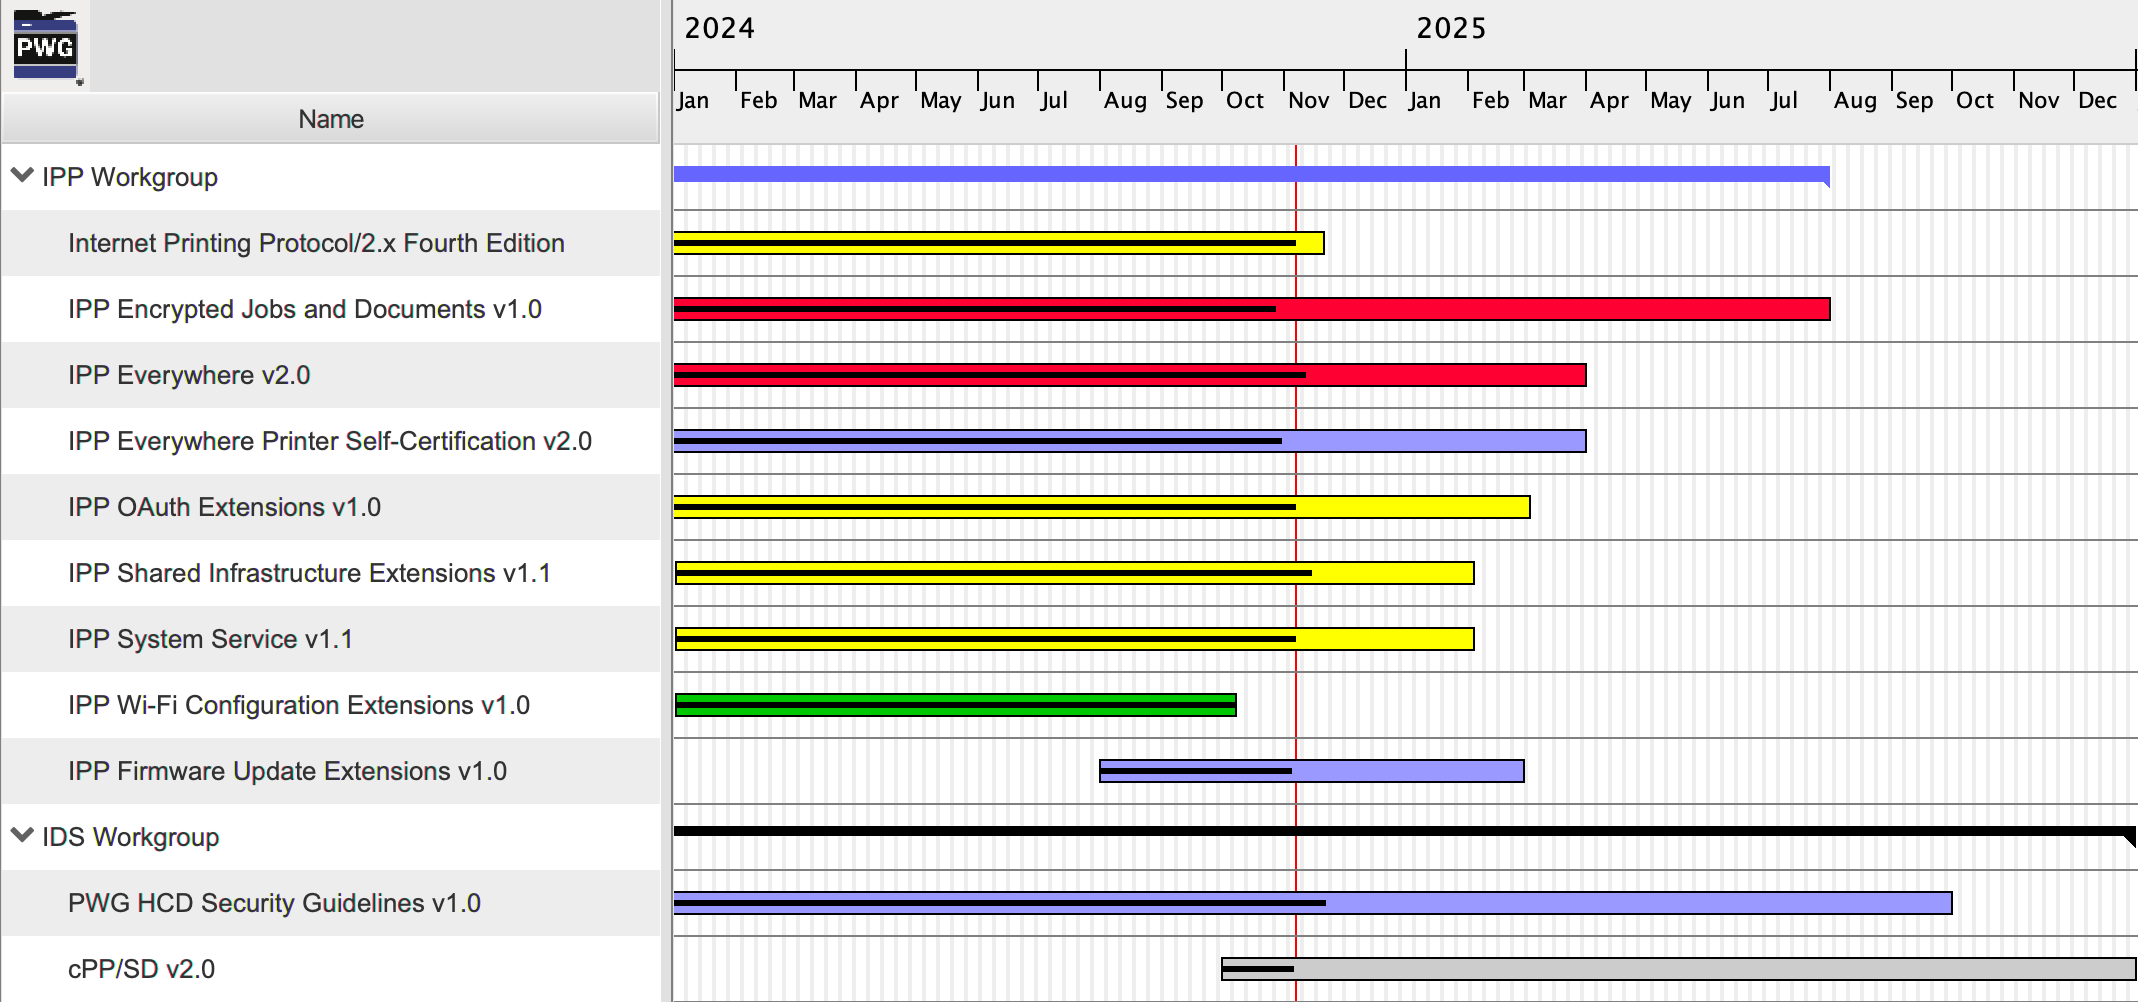 PWG
2024 2025
Jan Feb Mar Apr May Jun Jul Aug Sep Oct Nov Dec Jan Feb Mar Apr May Jun Jul Aug Sep Oct Nov Dec
Name
IPP Workgroup
Internet Printing Protocol/2.x Fourth Edition
IPP Encrypted Jobs and Documents v1.0
IPP Everywhere v2.0
IPP Everywhere Printer Self-Certification v2.0
IPP OAuth Extensions v1.0
IPP Shared Infrastructure Extensions v1.1
IPP System Service v1.1
IPP Wi-Fi Configuration Extensions v1.0
IPP Firmware Update Extensions v1.0
IDS Workgroup
PWG HCD Security Guidelines v1.0
cPP/SD v2.0